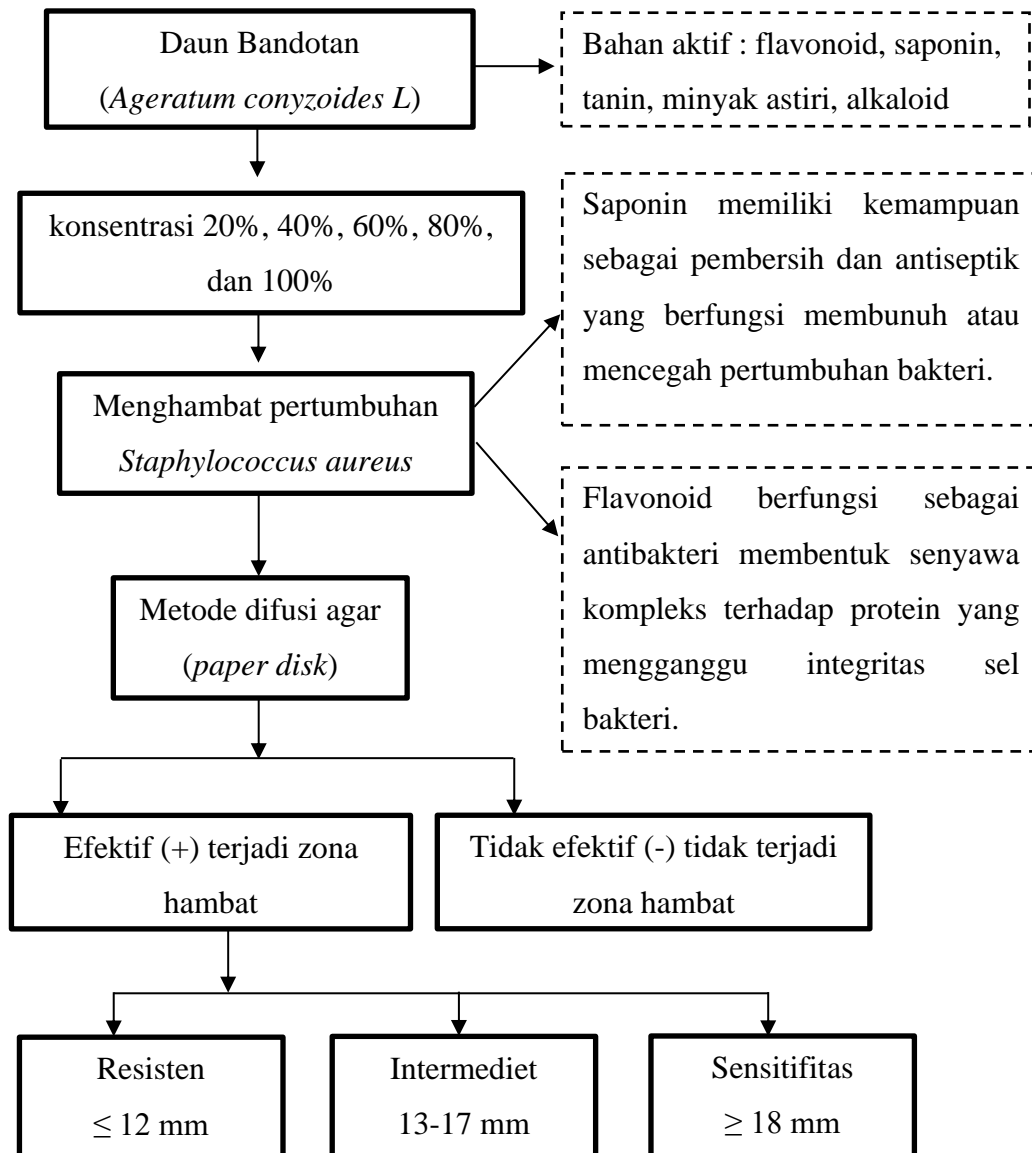 Daun Bandotan
(Ageratum conyzoides L)
Bahan aktif : flavonoid, saponin,
tanin, minyak astiri, alkaloid
konsentrasi 20%, 40%, 60%, 80%,
dan 100%
Saponin memiliki kemampuan
sebagai pembersih dan antiseptik
yang berfungsi membunuh atau
mencegah pertumbuhan bakteri.
Menghambat pertumbuhan
Staphylococcus aureus
Flavonoid berfungsi sebagai
antibakteri membentuk senyawa
kompleks terhadap protein yang
mengganggu integritas sel
bakteri.
Metode difusi agar
(paper disk)
Efektif (+) terjadi zona
hambat
Tidak efektif (-) tidak terjadi
zona hambat
Resisten
≤ 12 mm
Intermediet
13-17 mm
Sensitifitas
≥ 18 mm